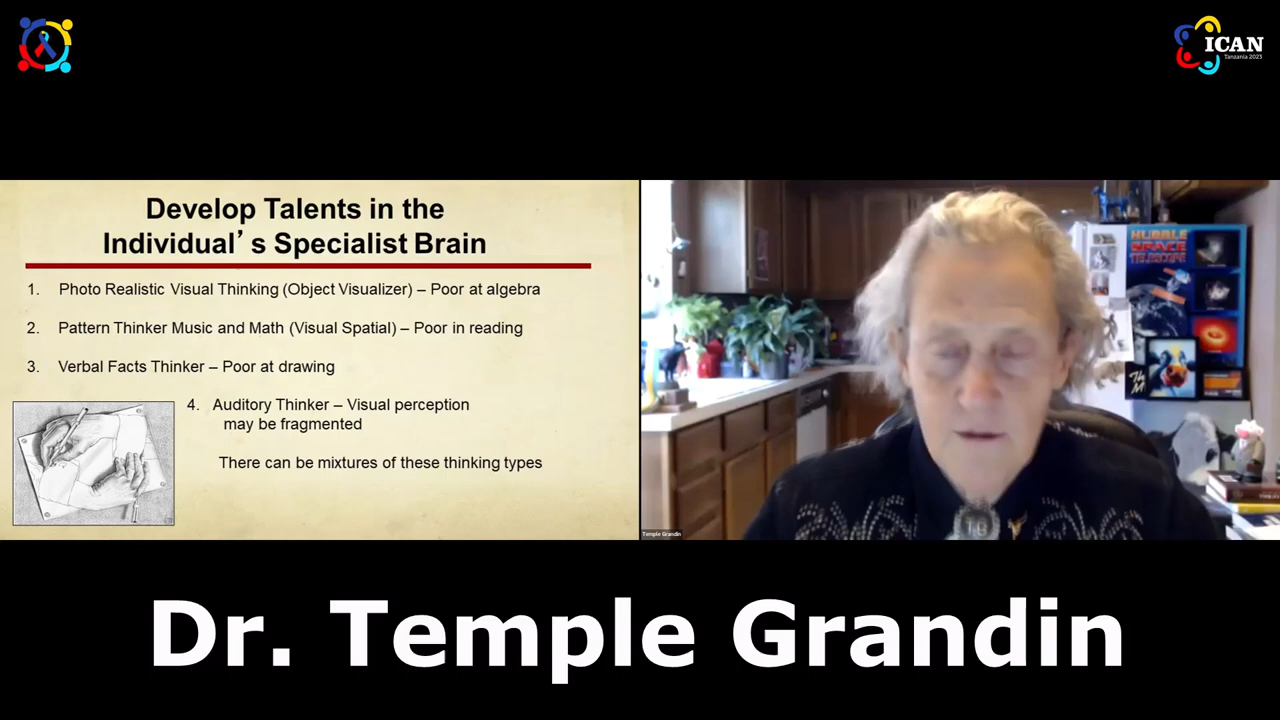 ICAN
Tanzania 2023
Develop Talents in the
Individual’s Specialist Brain
1. Photo Realistic Visual Thinking (Object Visualizer) – Poor at algebra
2. Pattern Thinker Music and Math (Visual Spatial) – Poor in reading
3. Verbal Facts Thinker – Poor at drawing
4. Auditory Thinker – Visual perception
may be fragmented
There can be mixtures of these thinking types
HUBBLE
SPACE
TELESCOPE
TG
Temple Grandin
Dr. Temple Grandin